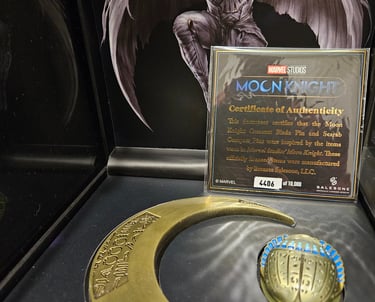 MARVEL STUDIOS
MOON KNIGHT
Certificate of Authenticity
This document certifies that the Moon
Knight Crescent Blade Pin and Scarab
Compass Pins were inspired by the items
seen in Marvel Studios' Moon Knight. These
officially licensed items were manufactured
by Bonanza Salesone, LLC.
© MARVEL
4486 of 10,000
SALESONE